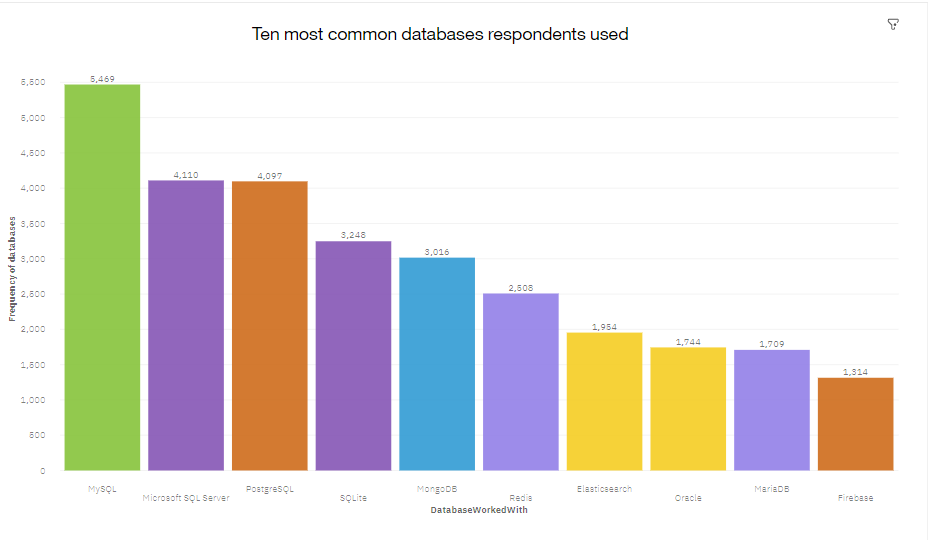 Ten most common databases respondents used
5,469
5,500
5,000
4,500
4,110
4,097
4,000
3,500
3,248
3,016
3,000
2,508
2,500
1,954
2,000
1,744
1,709
1,500
1,314
1,000
500
0
Frequency of databases
MySQL
Microsoft SQL Server
PostgreSQL
SQLite
MongoDB
Redis
Elasticsearch
Oracle
MariaDB
Firebase
DatabaseWorkedWith